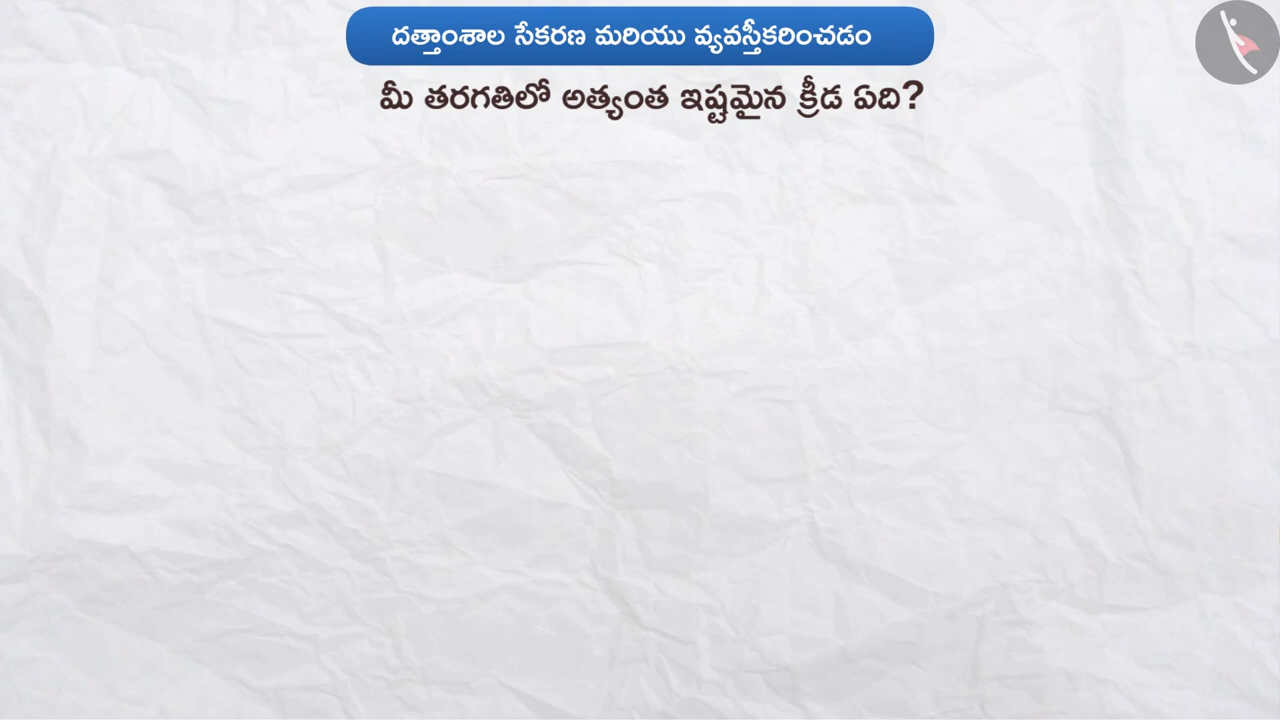 దత్తాంశాల సేకరణ మరియు వ్యవస్తీకరించడం
మీ తరగతిలో అత్యంత ఇష్టమైన క్రీడ ఏది?